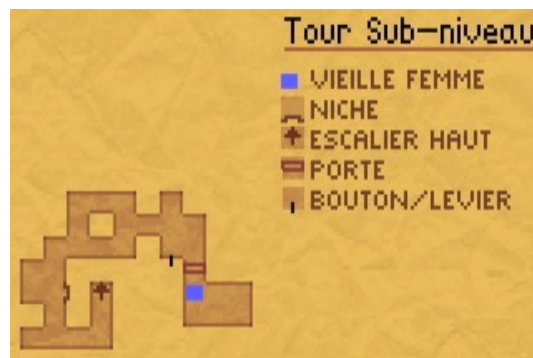 Tour Sub-niveau
VIEILLE FEMME
NICHE
ESCALIER HAUT
PORTE
BOUTON/LEVIER